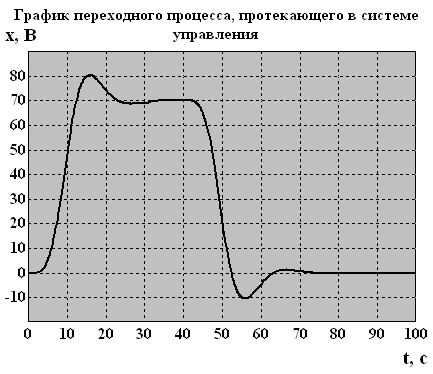 График переходного процесса, протекающего в системе
управления
x, В
80
70
60
50
40
30
20
10
0
-10
0 10 20 30 40 50 60 70 80 90 100
t, с